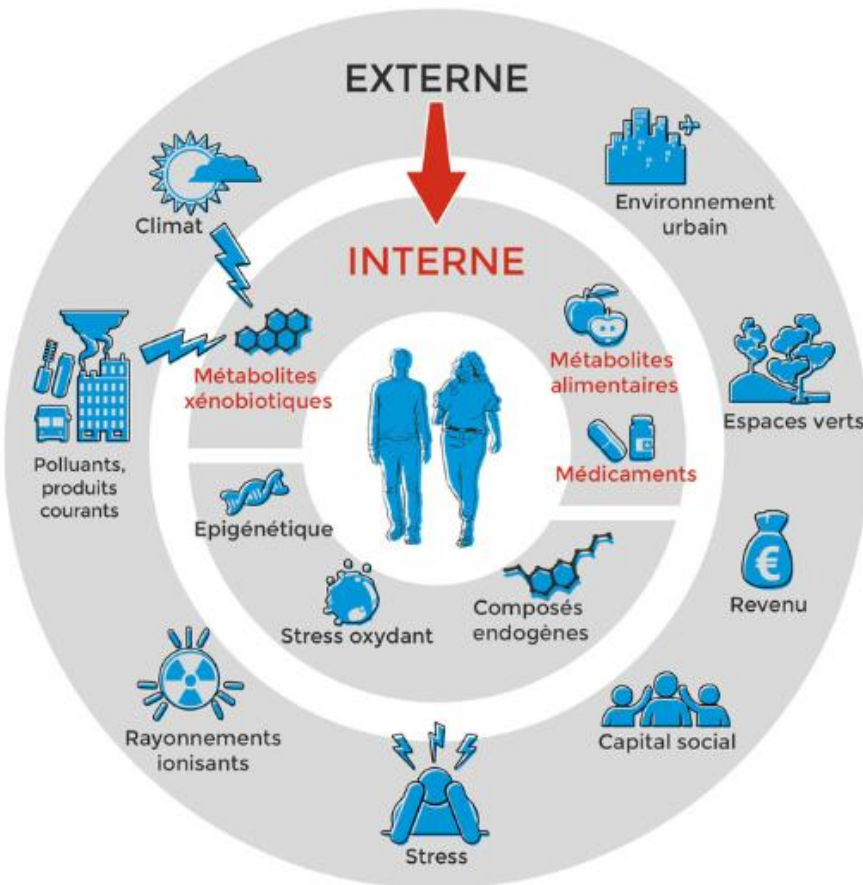 EXTERNE
Climat
Environnement
urbain
INTERNE
Métabolites
xénobiotiques
Métabolites
alimentaires
Médicaments
Espaces verts
Polluants,
produits
courants
Epigénétique
Stress oxydant
Composés
endogènes
€
Revenu
Rayonnements
ionisants
Capital social
Stress